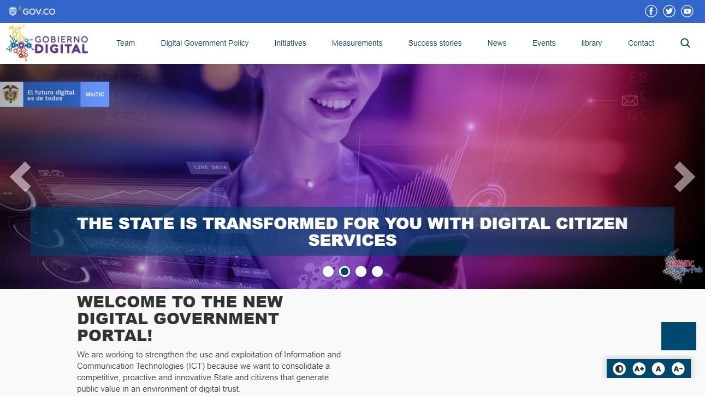 GOV.CO
GOBIERNO
DIGITAL
Team
Digital Government Policy
Initiatives
Measurements
Success stories
News
Events
library
Contact
El futuro digital
es de todos
MinTIC
LIVE DATA
THE STATE IS TRANSFORMED FOR YOU WITH DIGITAL CITIZEN
SERVICES
WELCOME TO THE NEW
DIGITAL GOVERNMENT
PORTAL!
We are working to strengthen the use and exploitation of Information and
Communication Technologies (ICT) because we want to consolidate a
competitive, proactive and innovative State and citizens that generate
public value in an environment of digital trust.
A+
A
A−